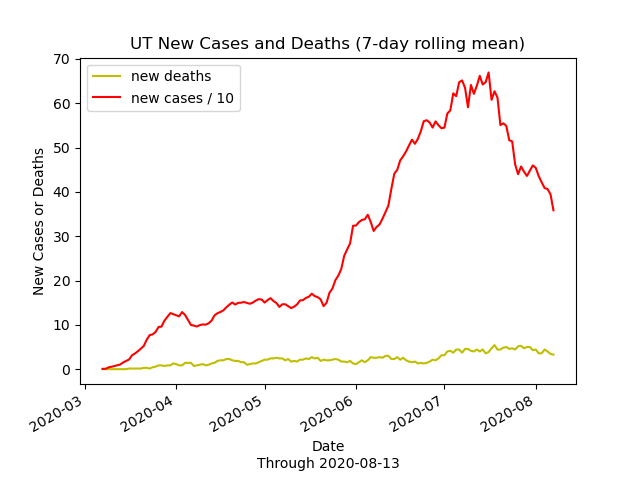 UT New Cases and Deaths (7-day rolling mean)
new deaths
new cases / 10
70
60
50
40
30
20
10
0
New Cases or Deaths
2020-03
2020-04
2020-05
2020-06
2020-07
2020-08
Date
Through 2020-08-13